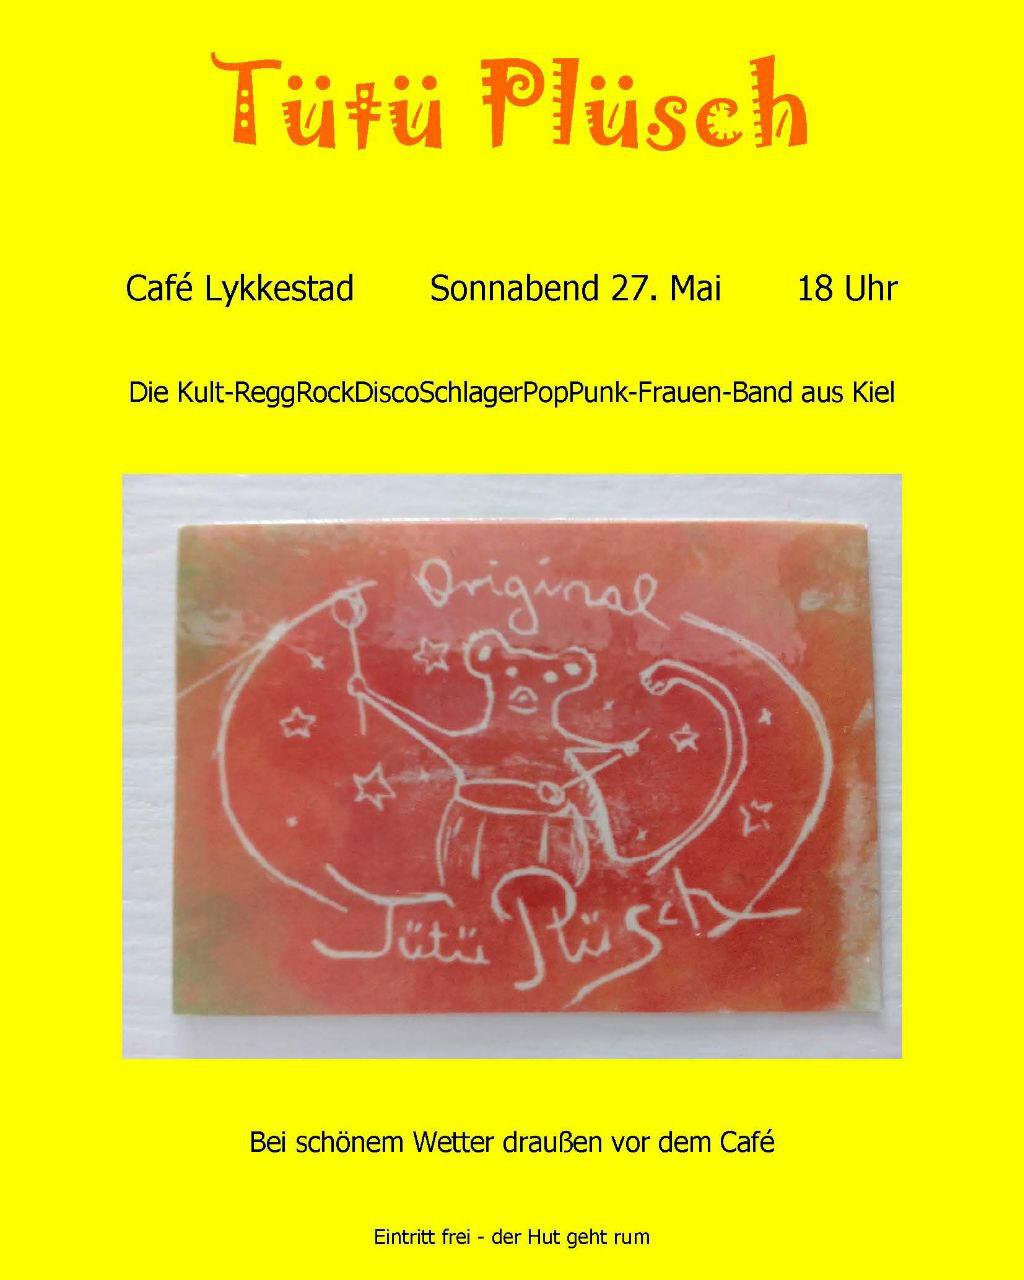 Tütü Plüsch
Café Lykkestad Sonnabend 27. Mai 18 Uhr
Die Kult-ReggRockDiscoSchlagerPopPunk-Frauen-Band aus Kiel
Original
Tütü Plüsch
Bei schönem Wetter draußen vor dem Café
Eintritt frei - der Hut geht rum